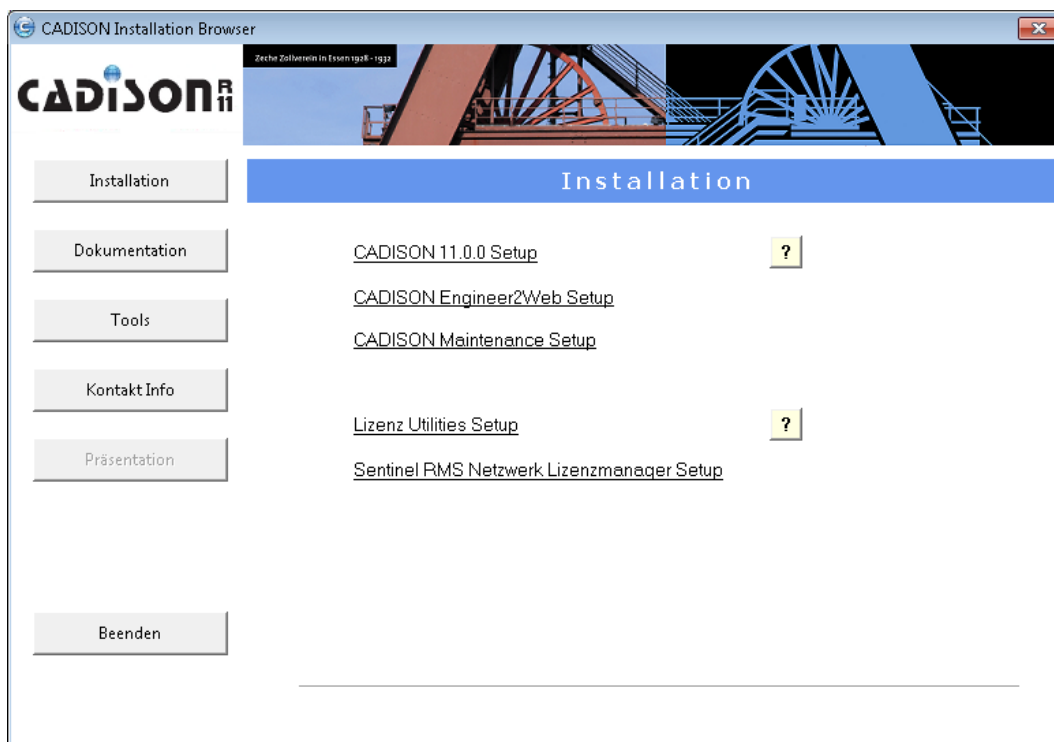 CADISON Installation Browser
Zeche Zollverein in Essen 1928 - 1932
CADISON R 11
Installation
Installation
Dokumentation
CADISON 11.0.0 Setup
?
CADISON Engineer2Web Setup
Tools
CADISON Maintenance Setup
Kontakt Info
Lizenz Utilities Setup
?
Präsentation
Sentinel RMS Netzwerk Lizenzmanager Setup
Beenden